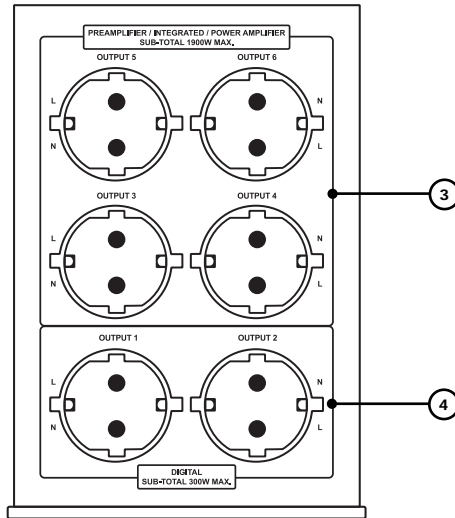 PREAMPLIFIER / INTEGRATED / POWER AMPLIFIER
SUB-TOTAL 1900W MAX.
OUTPUT 5
OUTPUT 6
L
N
N
L
3
OUTPUT 3
OUTPUT 4
L
N
N
L
OUTPUT 1
OUTPUT 2
L
N
4
N
L
DIGITAL
SUB-TOTAL 300W MAX.